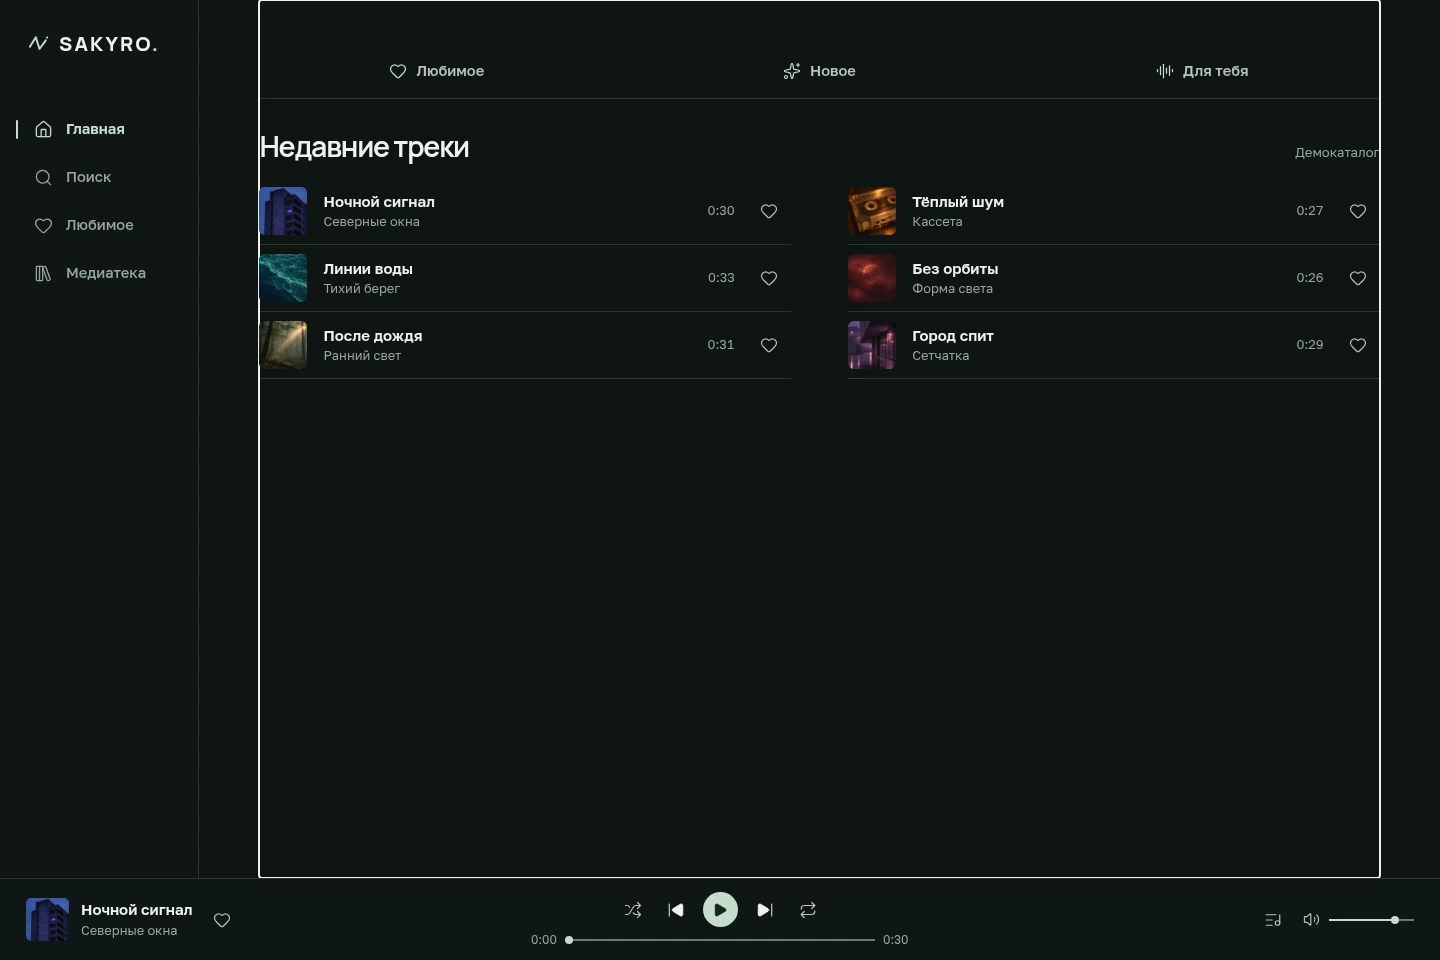 SAKYRO.
Главная
Поиск
Любимое
Медиатека
Любимое
Новое
Для тебя
Недавние треки
Демокаталог
Ночной сигнал
Северные окна
0:30
Тёплый шум
Кассета
0:27
Линии воды
Тихий берег
0:33
Без орбиты
Форма света
0:26
После дождя
Ранний свет
0:31
Город спит
Сетчатка
0:29
Ночной сигнал
Северные окна
0:00
0:30